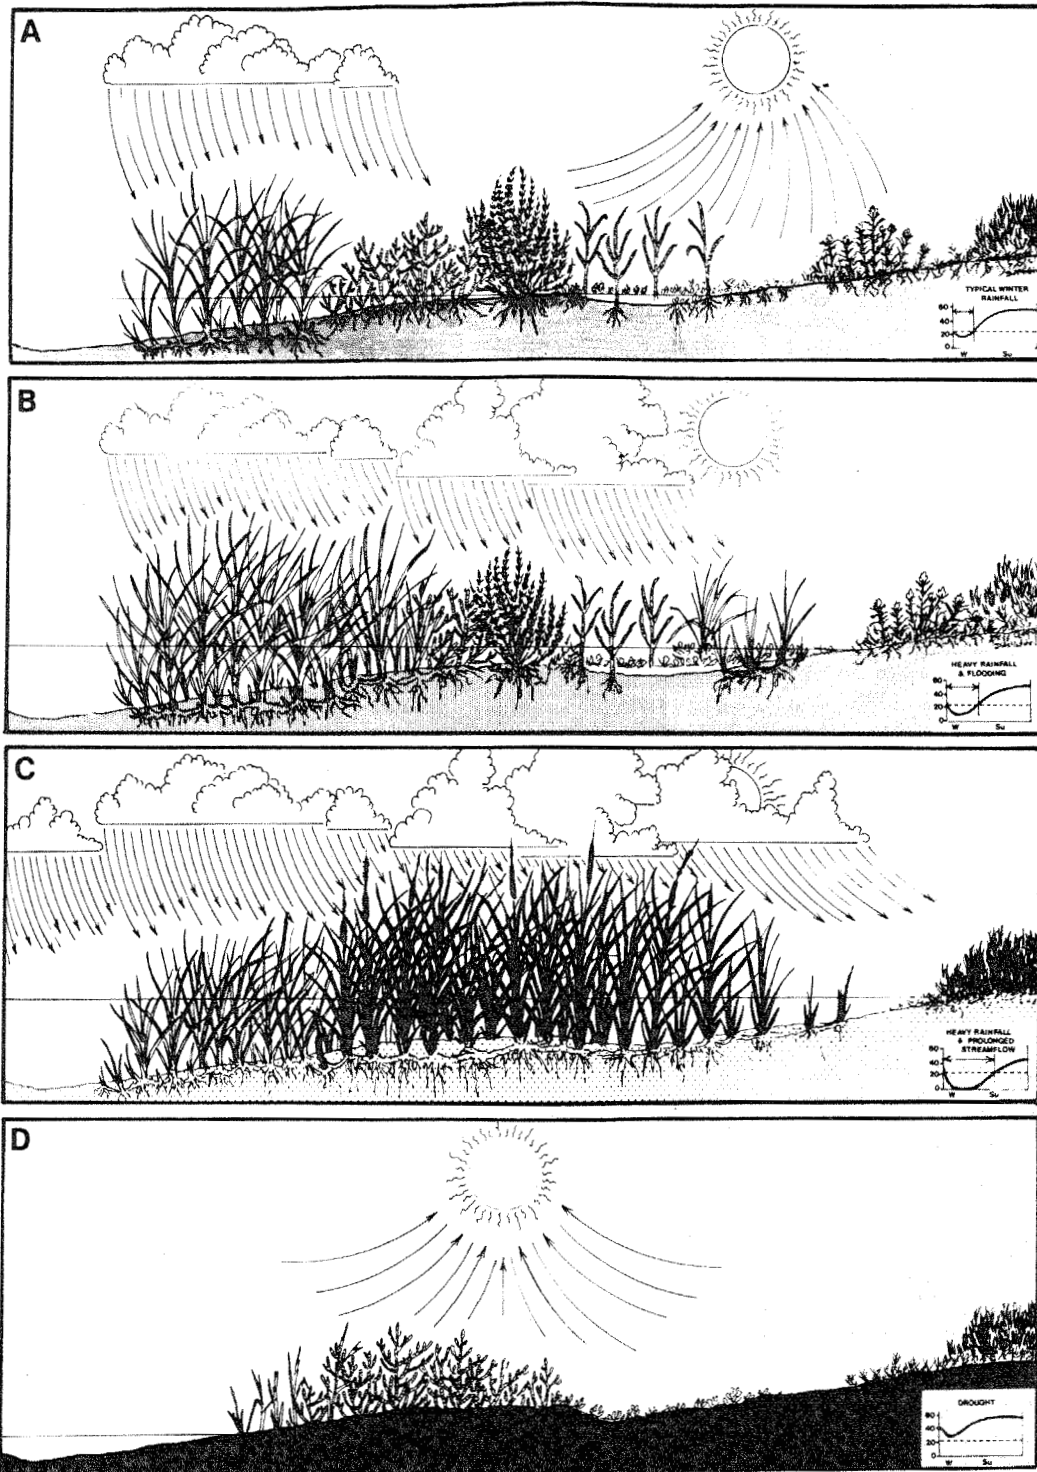 A
TYPICAL WINTER
RAINFALL
60
40
20
0
W Su
B
HEAVY RAINFALL
& FLOODING
60
40
20
0
W Su
C
HEAVY RAINFALL
& PROLONGED
STREAMFLOW
60
40
20
0
W Su
D
DROUGHT
60
40
20
0
W Su